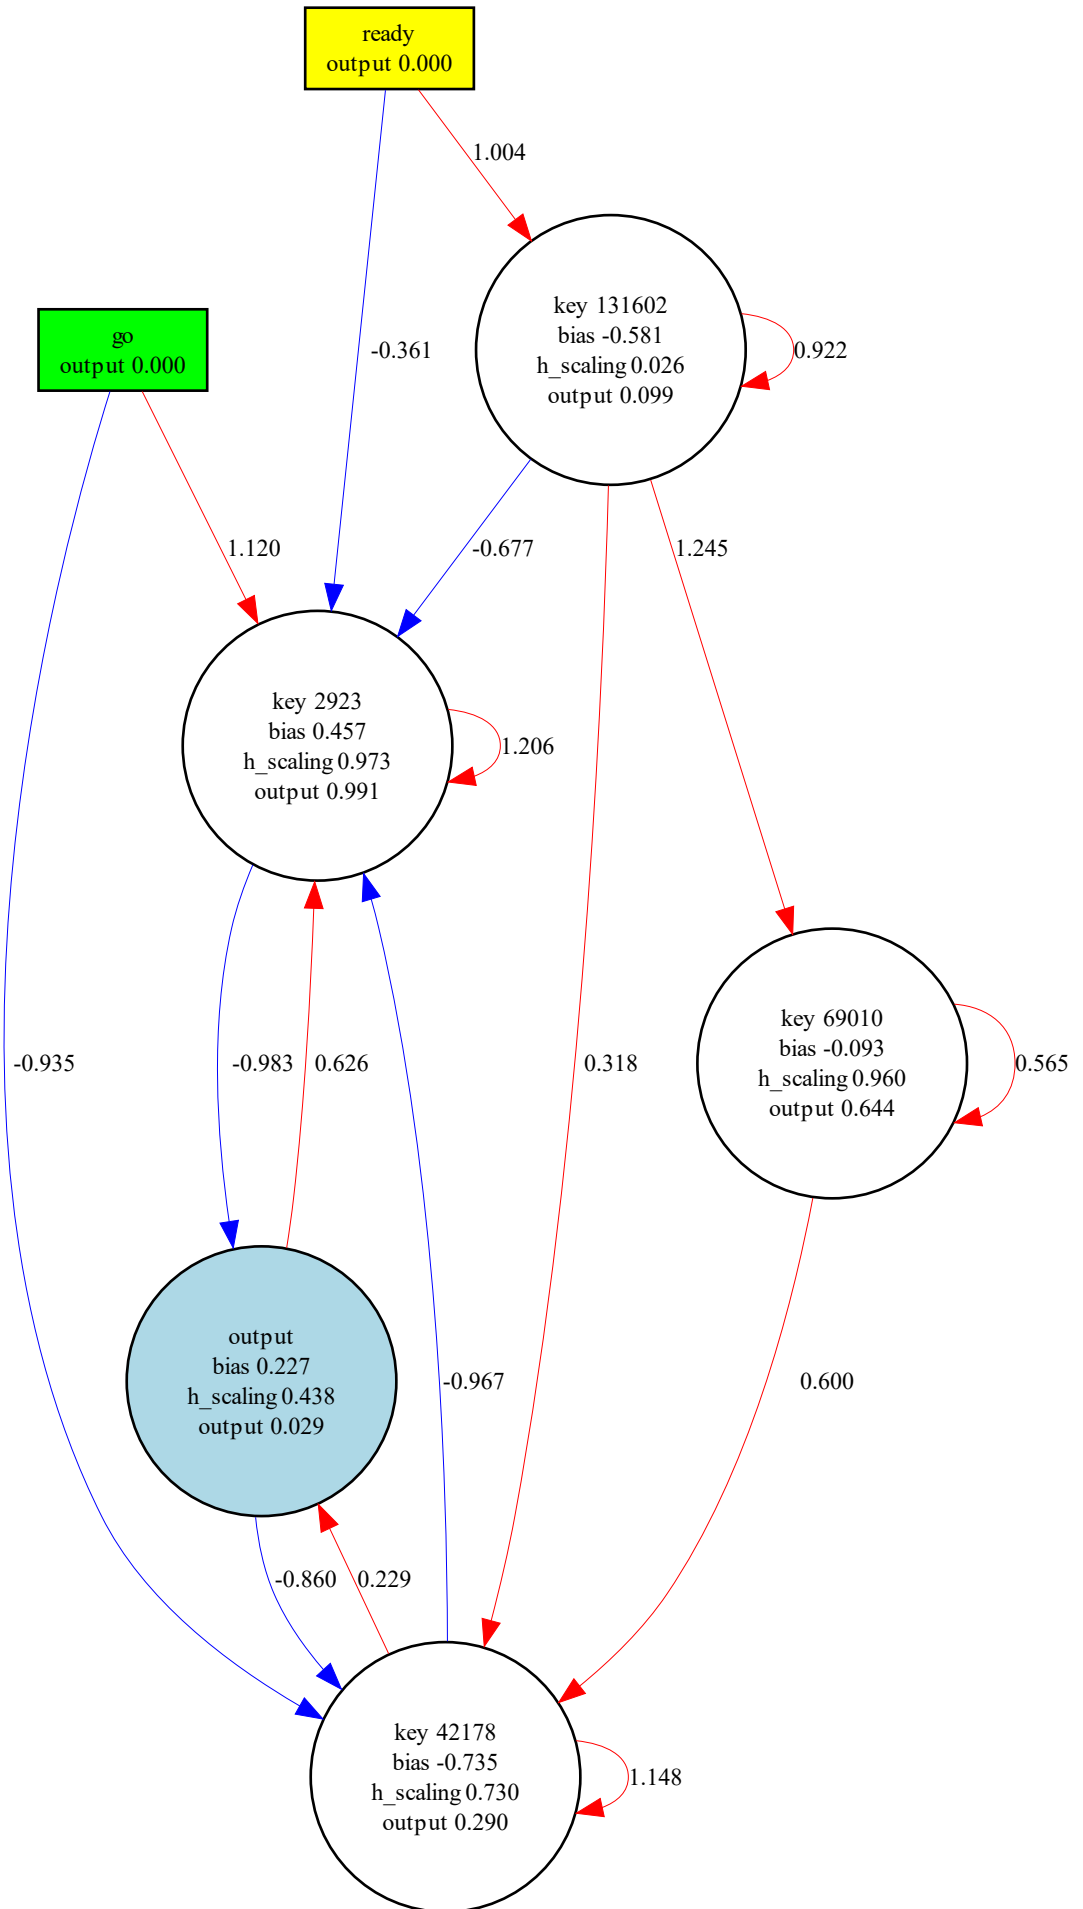 ready
output 0.000
1.004
key 131602
bias -0.581
h_scaling 0.026
output 0.099
0.922
go
output 0.000
-0.361
1.120
-0.677
1.245
key 2923
bias 0.457
h_scaling 0.973
output 0.991
1.206
key 69010
bias -0.093
h_scaling 0.960
output 0.644
0.565
-0.935
-0.983
0.626
0.318
output
bias 0.227
h_scaling 0.438
output 0.029
-0.967
0.600
-0.860
0.229
key 42178
bias -0.735
h_scaling 0.730
output 0.290
1.148